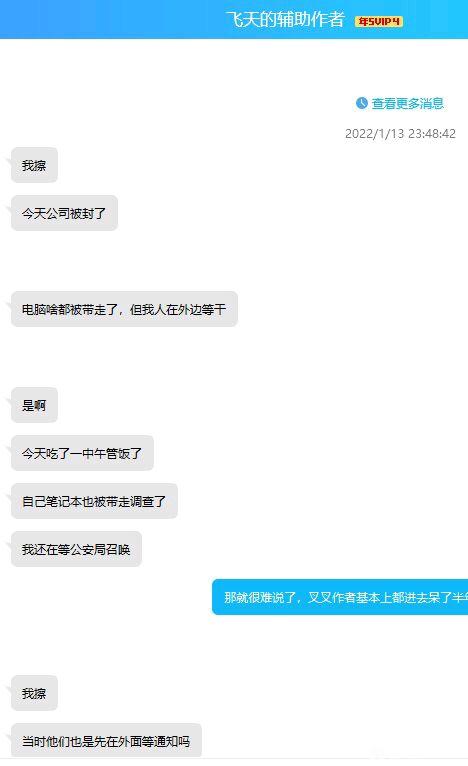 飞天的辅助作者 年SVIP4
查看更多消息
2022/1/13 23:48:42
我擦
今天公司被封了
电脑啥都被带走了，但我人在外边等干
是啊
今天吃了一中午管饭了
自己笔记本也被带走调查了
我还在等公安局召唤
那就很难说了，叉叉作者基本上都进去呆了半年
我擦
当时他们也是先在外面等通知吗